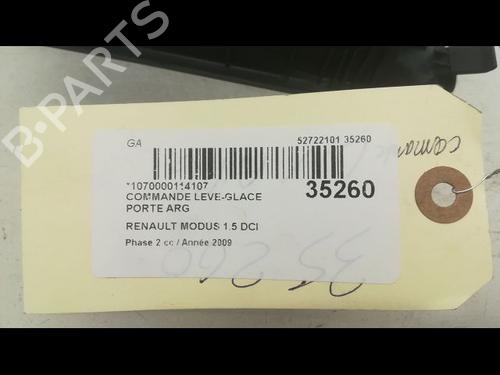 B-PARTS
GA
52722101 35260
*1070000114107
COMMANDE LEVE-GLACE
PORTE ARG
35260
RENAULT MODUS 1.5 DCI
Phase 2 cc / Année 2009
35260